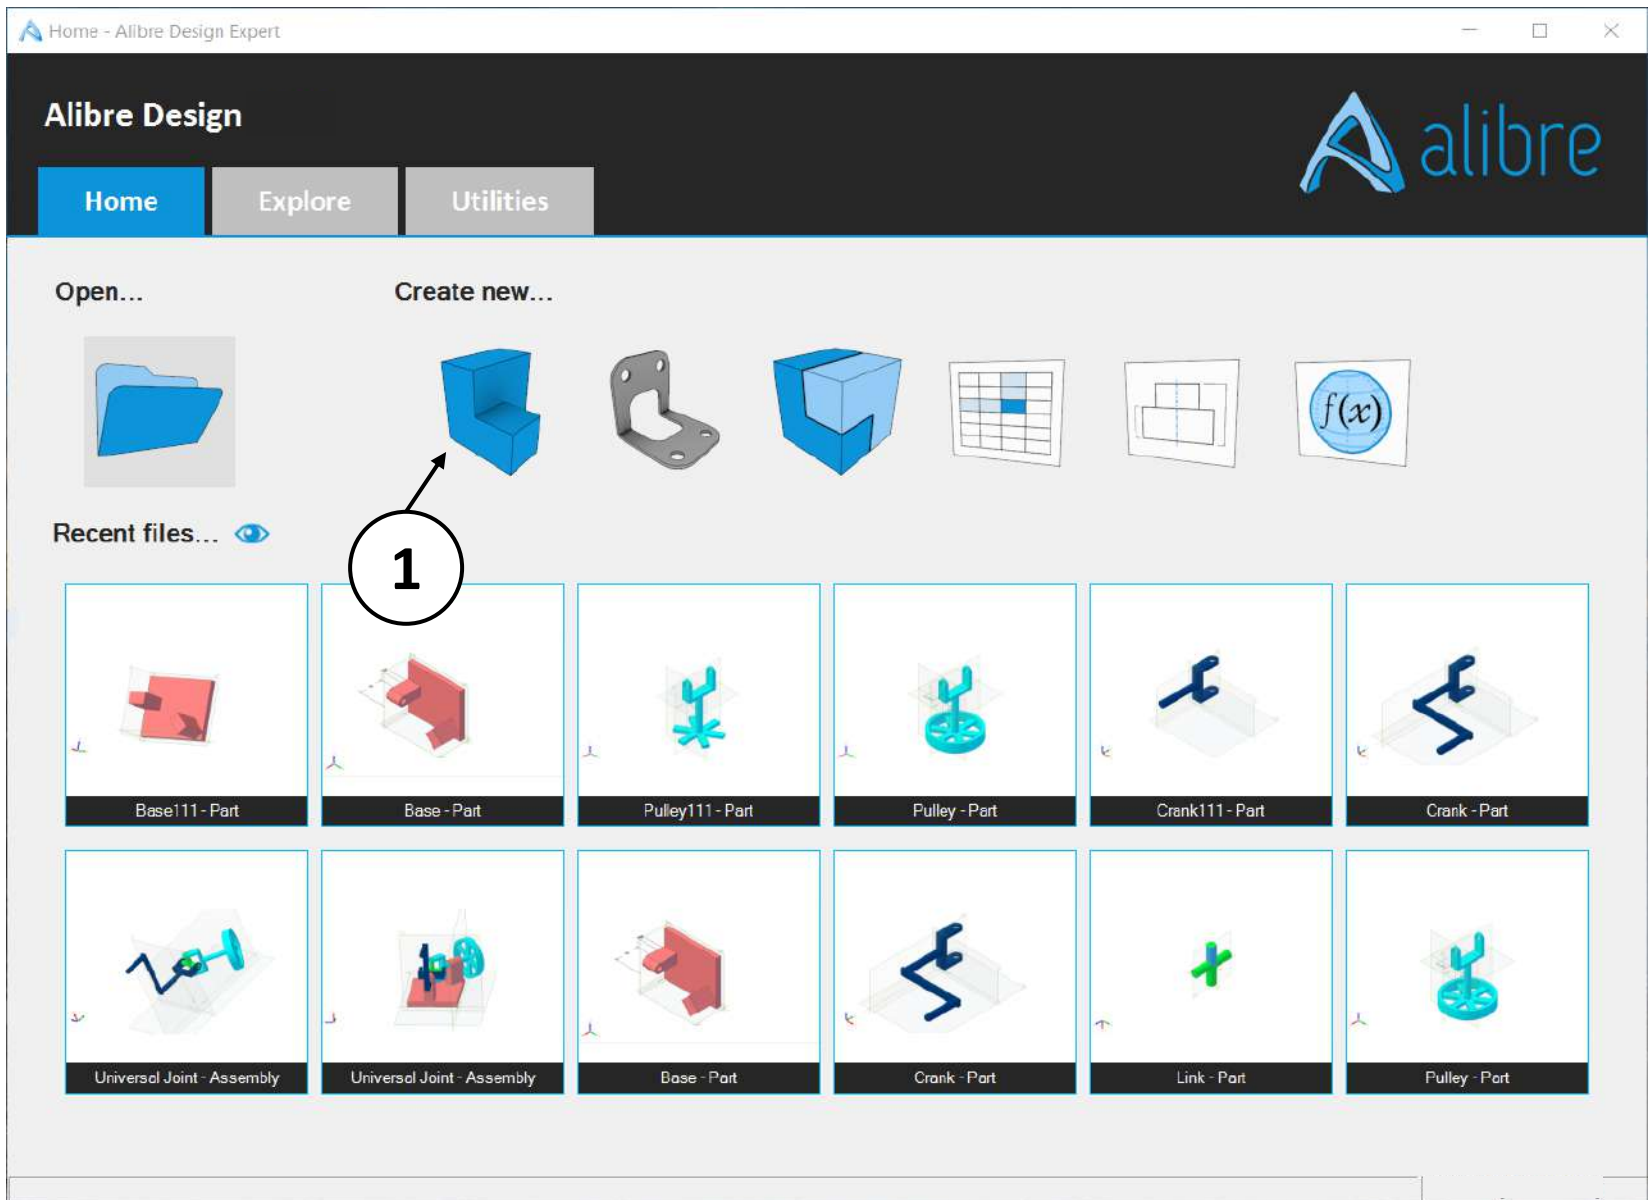 Home - Alibre Design Expert
Alibre Design
alibre
Home Explore Utilities
Open... Create new...
f(x)
1
Recent files...
Base111 - Part Base - Part Pulley111 - Part Pulley - Part Crank111 - Part Crank - Part
Universal Joint - Assembly Universal Joint - Assembly Base - Part Crank - Part Link - Part Pulley - Part